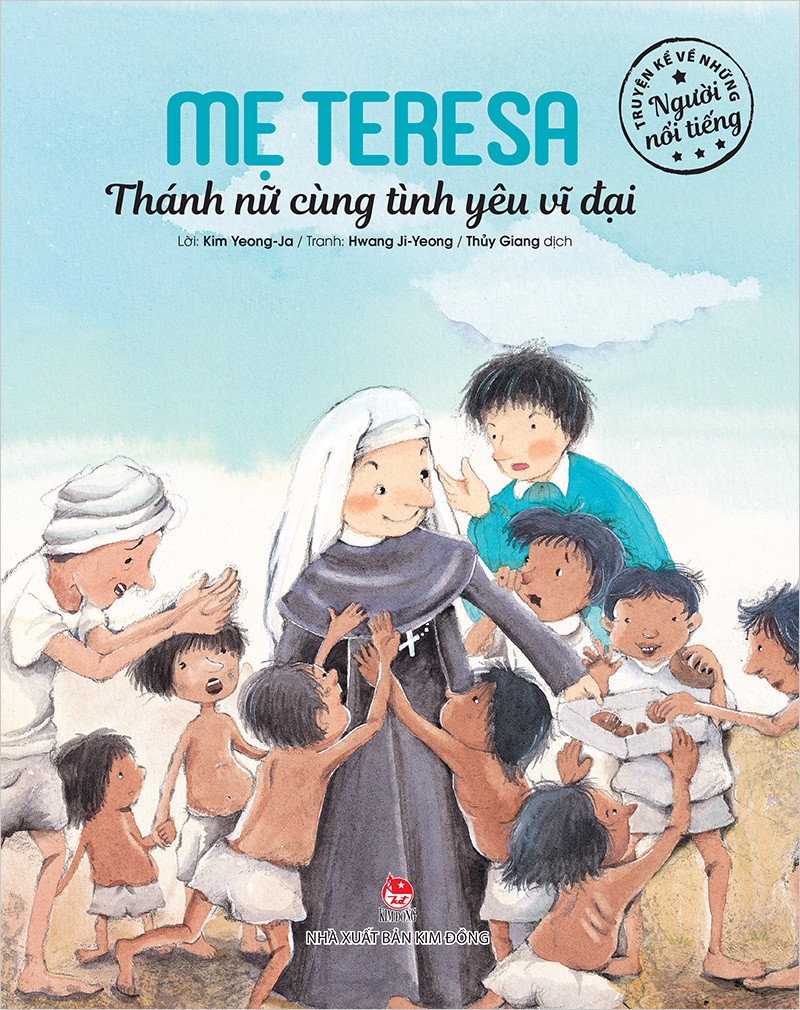 TRUYỆN KỂ VỀ NHỮNG
Người
nổi tiếng
MẸ TERESA
Thánh nữ cùng tình yêu vĩ đại
Lời: Kim Yeong-Ja / Tranh: Hwang Ji-Yeong / Thủy Giang dịch
KIM ĐỒNG
NHÀ XUẤT BẢN KIM ĐỒNG